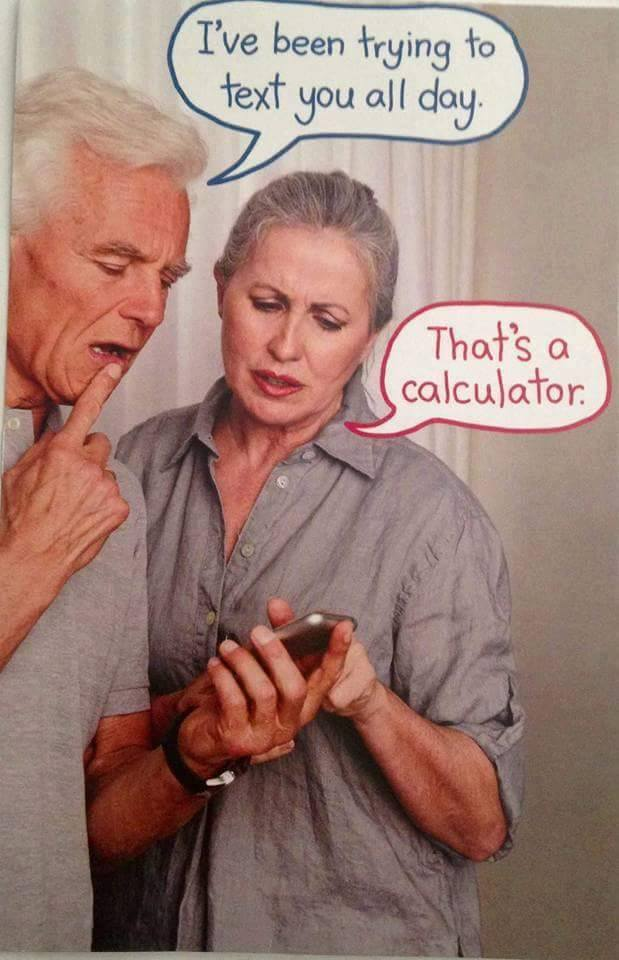 I've been trying to
text you all day.
That's a
calculator.